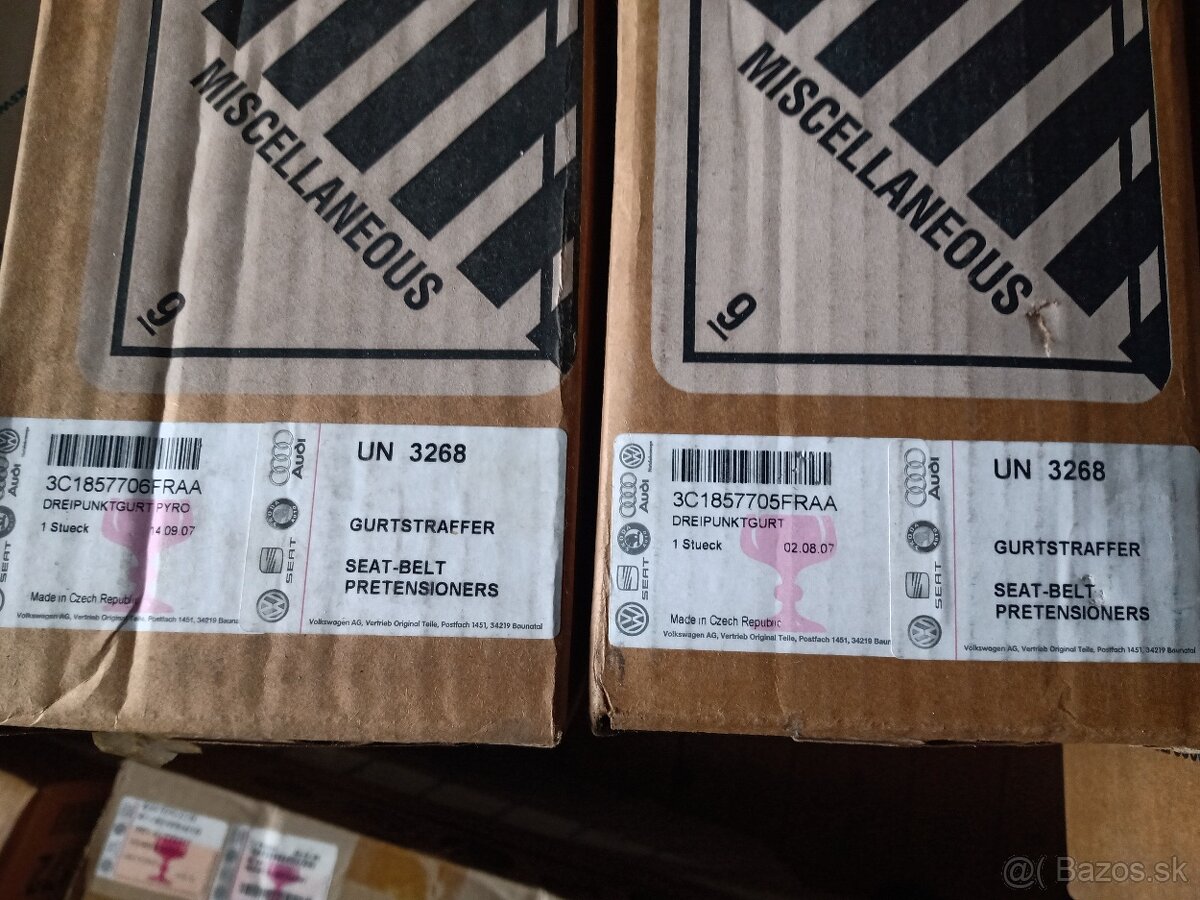 MISCELLANEOUS
9
3C1857706FRAA
DREIPUNKTGURT PYRO
1 Stueck
14 09.07
Made in Czech Republic
Volkswagen AG, Vertrieb Original Teile, Postfach 1451, 34219 Bauna
Audi
SEAT
Audi
SEAT
UN 3268
GURTSTRAFFER
SEAT-BELT
PRETENSIONERS
Volkswagen AG, Vertrieb Original Teile, Postfach 1451, 34219 Baunatal
MISCELLANEOUS
9
Audi
SEAT
3C1857705FRAA
DREIPUNKTGURT
1 Stueck
02.08.07
Made in Czech Republic
Volkswagen AG, Vertrieb Original Teile, Postfach 1451, 34219 Baun
Audi
SEAT
UN 3268
GURTSTRAFFER
SEAT-BELT
PRETENSIONERS
Volkswagen AG, Vertrieb Original Teile, Postfach 1451, 34219 Baunatal
@( Bazos.sk